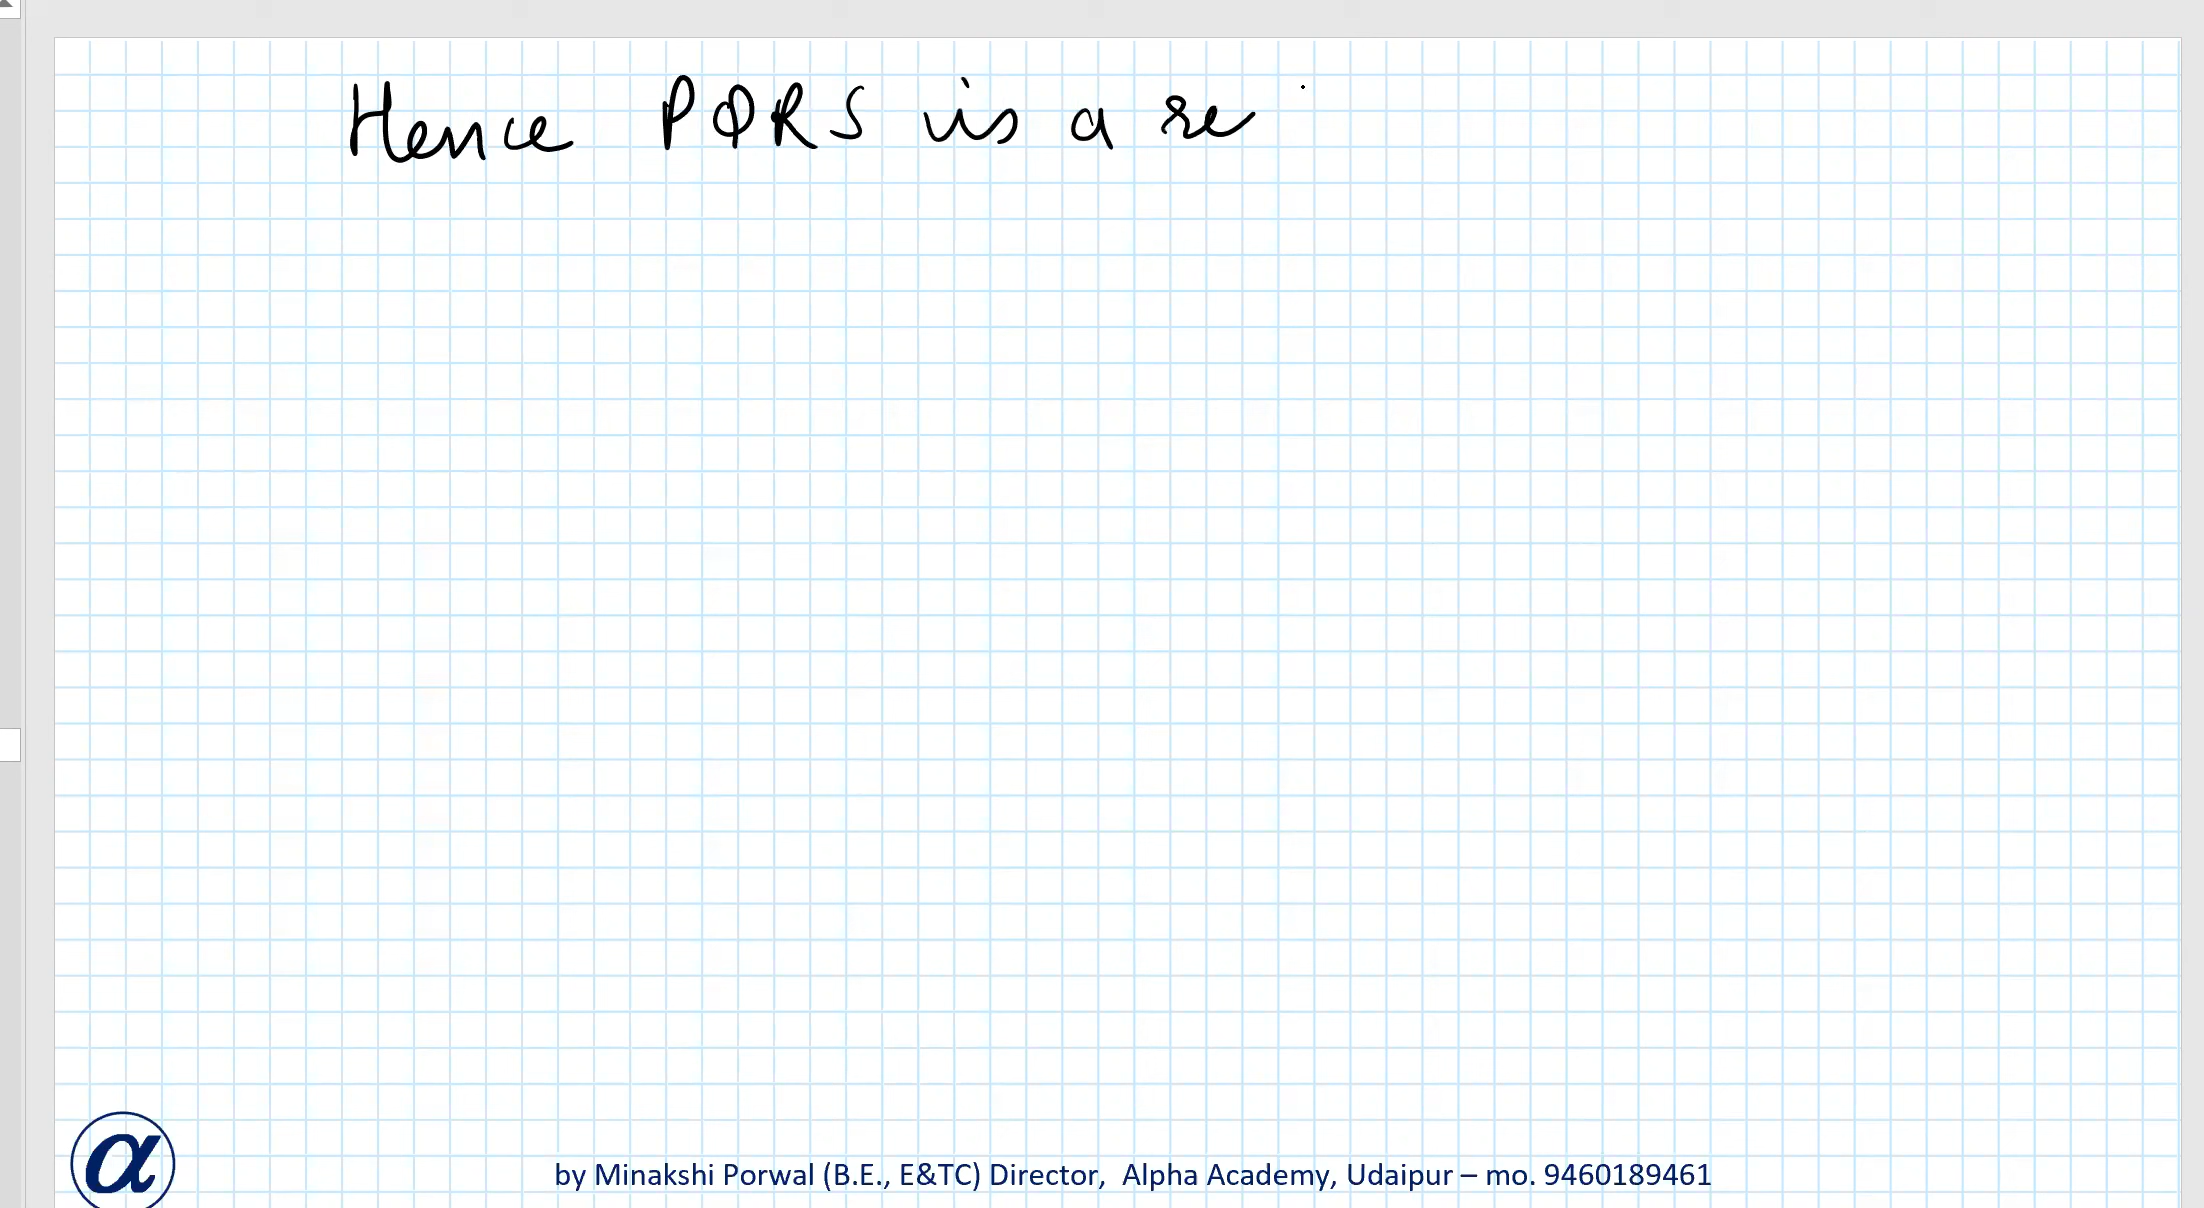 Hence PQRS is a re
α
by Minakshi Porwal (B.E., E&TC) Director, Alpha Academy, Udaipur – mo. 9460189461